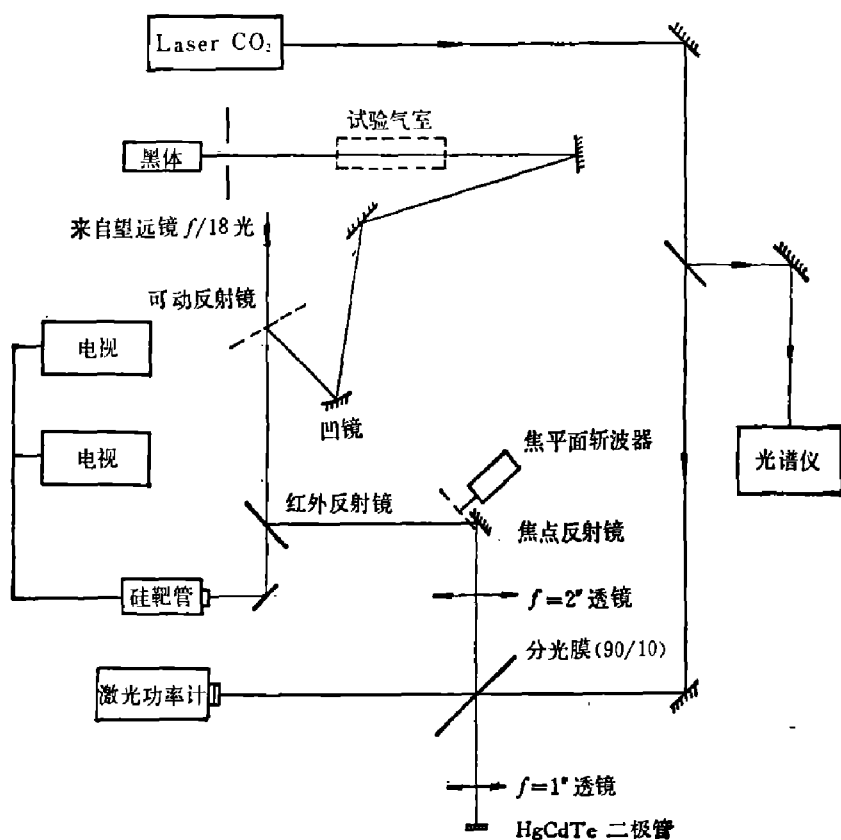 Laser CO₂
试验气室
黑体
来自望远镜 f/18光
可动反射镜
电视
凹镜
焦平面斩波器
电视
光谱仪
红外反射镜
焦点反射镜
硅靶管
f=2″透镜
分光膜(90/10)
激光功率计
f=1″透镜
HgCdTe 二极管